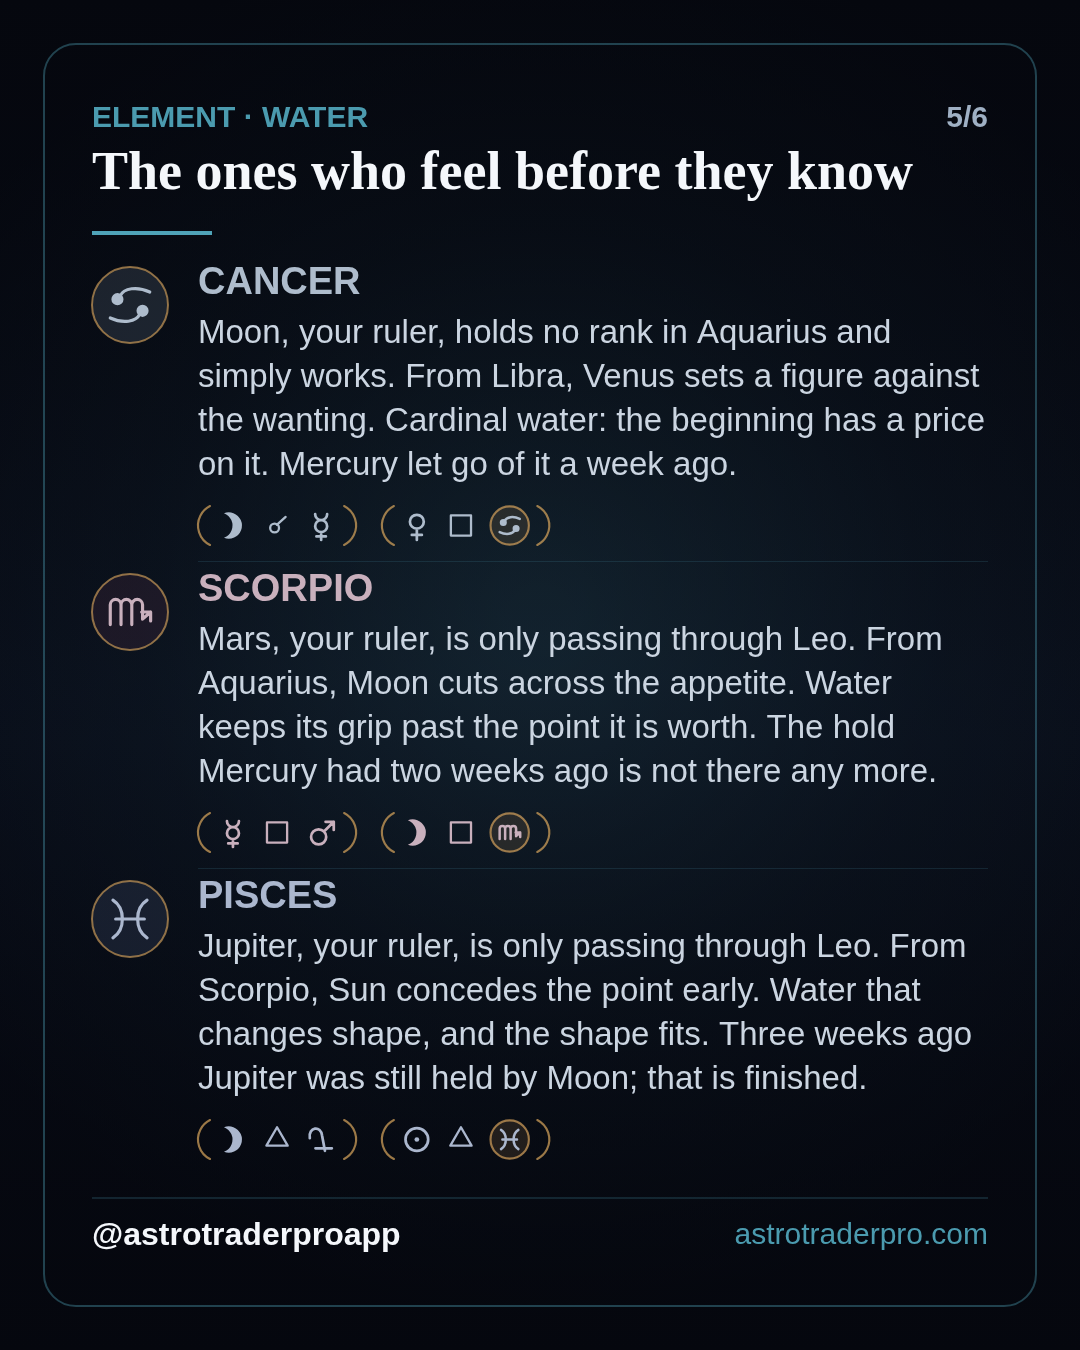 ELEMENT · WATER
5/6
The ones who feel before they know
CANCER
Moon, your ruler, holds no rank in Aquarius and
simply works. From Libra, Venus sets a figure against
the wanting. Cardinal water: the beginning has a price
on it. Mercury let go of it a week ago.
SCORPIO
Mars, your ruler, is only passing through Leo. From
Aquarius, Moon cuts across the appetite. Water
keeps its grip past the point it is worth. The hold
Mercury had two weeks ago is not there any more.
PISCES
Jupiter, your ruler, is only passing through Leo. From
Scorpio, Sun concedes the point early. Water that
changes shape, and the shape fits. Three weeks ago
Jupiter was still held by Moon; that is finished.
@astrotraderproapp
astrotraderpro.com